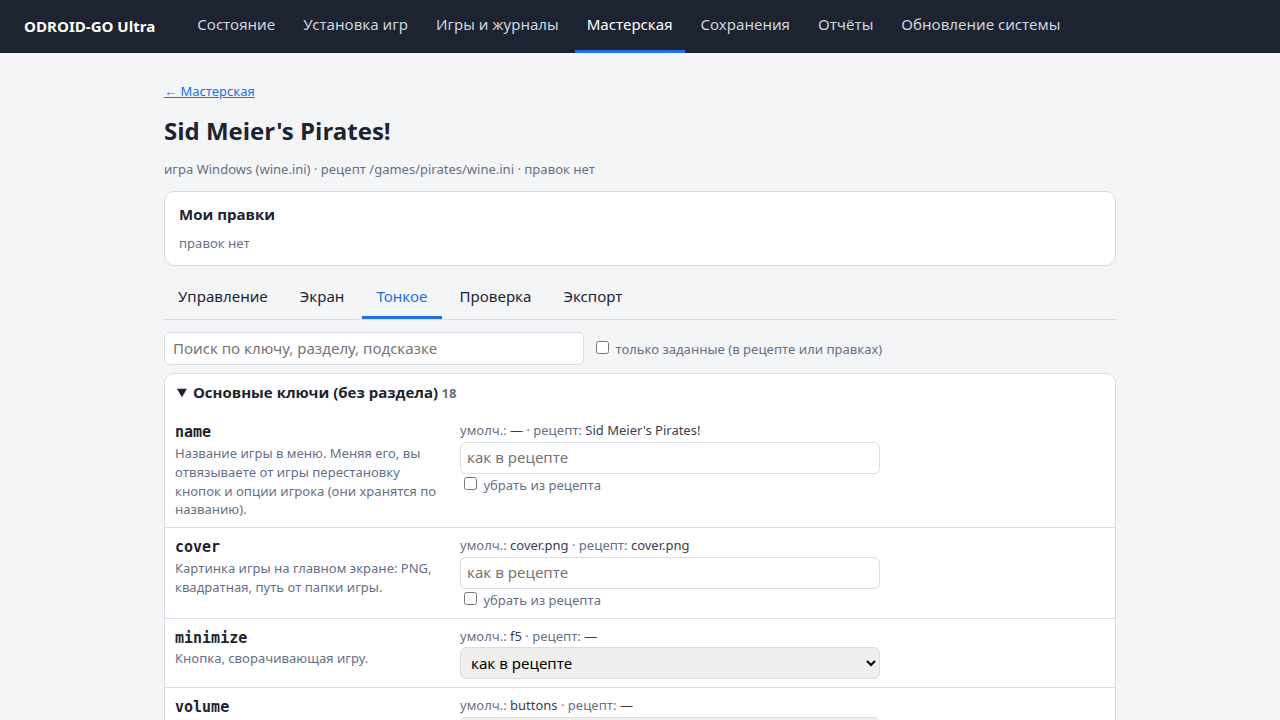 ODROID-GO Ultra Состояние Установка игр Игры и журналы Мастерская Сохранения Отчёты Обновление системы
← Мастерская
Sid Meier's Pirates!
игра Windows (wine.ini) · рецепт /games/pirates/wine.ini · правок нет
Мои правки
правок нет
Управление Экран Тонкое Проверка Экспорт
Поиск по ключу, разделу, подсказке только заданные (в рецепте или правках)
▼ Основные ключи (без раздела) 18
name
Название игры в меню. Меняя его, вы
отвязываете от игры перестановку
кнопок и опции игрока (они хранятся по
названию).
умолч.: — · рецепт: Sid Meier's Pirates!
как в рецепте
убрать из рецепта
cover
Картинка игры на главном экране: PNG,
квадратная, путь от папки игры.
умолч.: cover.png · рецепт: cover.png
как в рецепте
убрать из рецепта
minimize
Кнопка, сворачивающая игру.
умолч.: f5 · рецепт: —
как в рецепте
volume
умолч.: buttons · рецепт: —